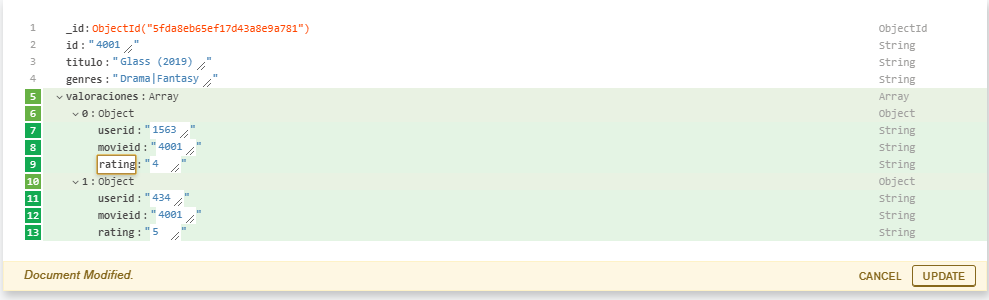 1 _id:ObjectId("5fda8eb65ef17d43a8e9a781") ObjectId
2 id:"4001" String
3 titulo:"Glass (2019)" String
4 genres:"Drama|Fantasy" String
5 valoraciones:Array Array
6 0:Object Object
7 userid:"1563" String
8 movieid:"4001" String
9 rating:"4" String
10 1:Object Object
11 userid:"434" String
12 movieid:"4001" String
13 rating:"5" String
Document Modified. CANCEL UPDATE